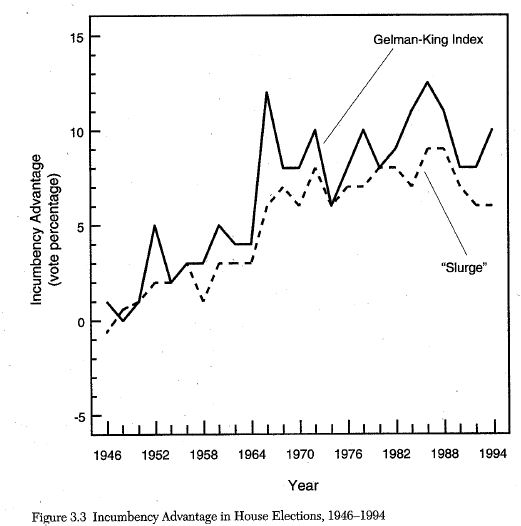 15
Gelman-King Index
10
Incumbency Advantage
(vote percentage)
5
"Slurge"
0
-5
1946 1952 1958 1964 1970 1976 1982 1988 1994
Year
Figure 3.3 Incumbency Advantage in House Elections, 1946–1994